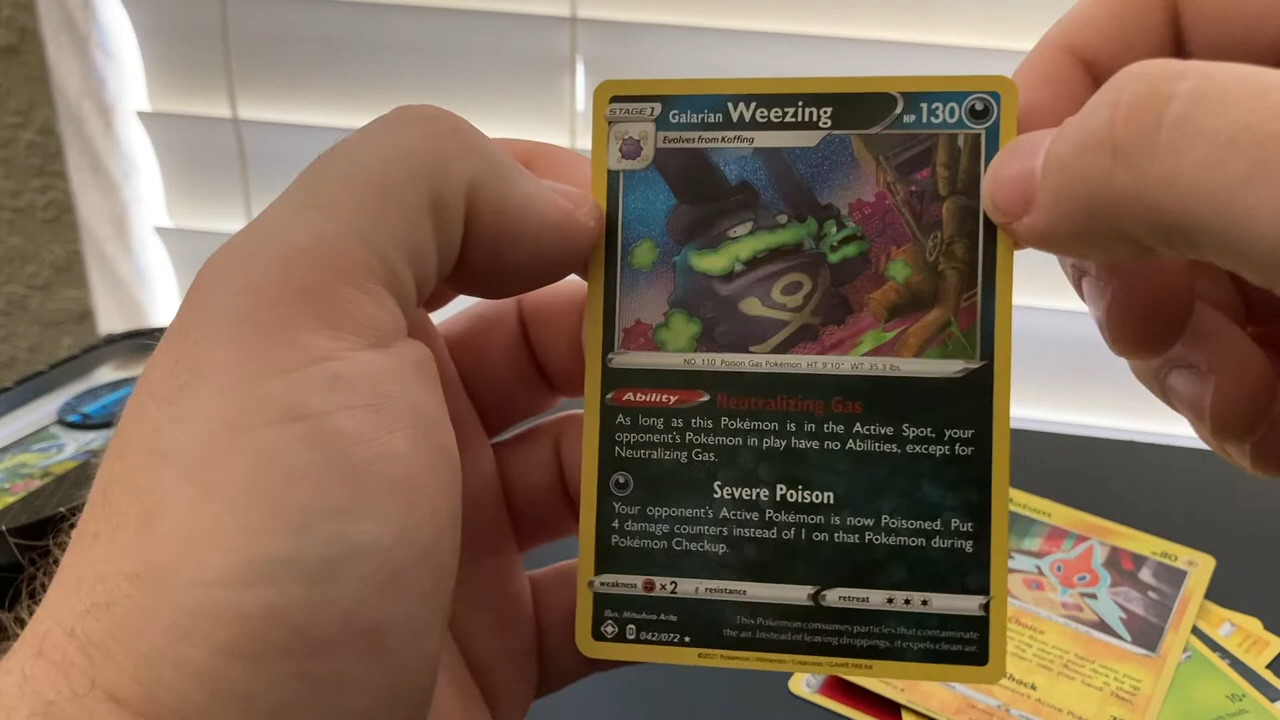 STAGE 1
Galarian Weezing
HP 130
Evolves from Koffing
NO. 110 Poison Gas Pokémon HT: 9'10" WT: 35.3 lbs
Ability Neutralizing Gas
As long as this Pokémon is in the Active Spot, your
opponent's Pokémon in play have no Abilities, except for
Neutralizing Gas.
Severe Poison
Your opponent's Active Pokémon is now Poisoned. Put
4 damage counters instead of 1 on that Pokémon during
Pokémon Checkup.
weakness ×2 resistance retreat
Illus. Mitsuhiro Arita
D 042/072 ★
This Pokémon consumes particles that contaminate
the air. Instead of leaving droppings, it expels clean air.
©2021 Pokémon / Nintendo / Creatures / GAME FREAK
HP 80
Choice